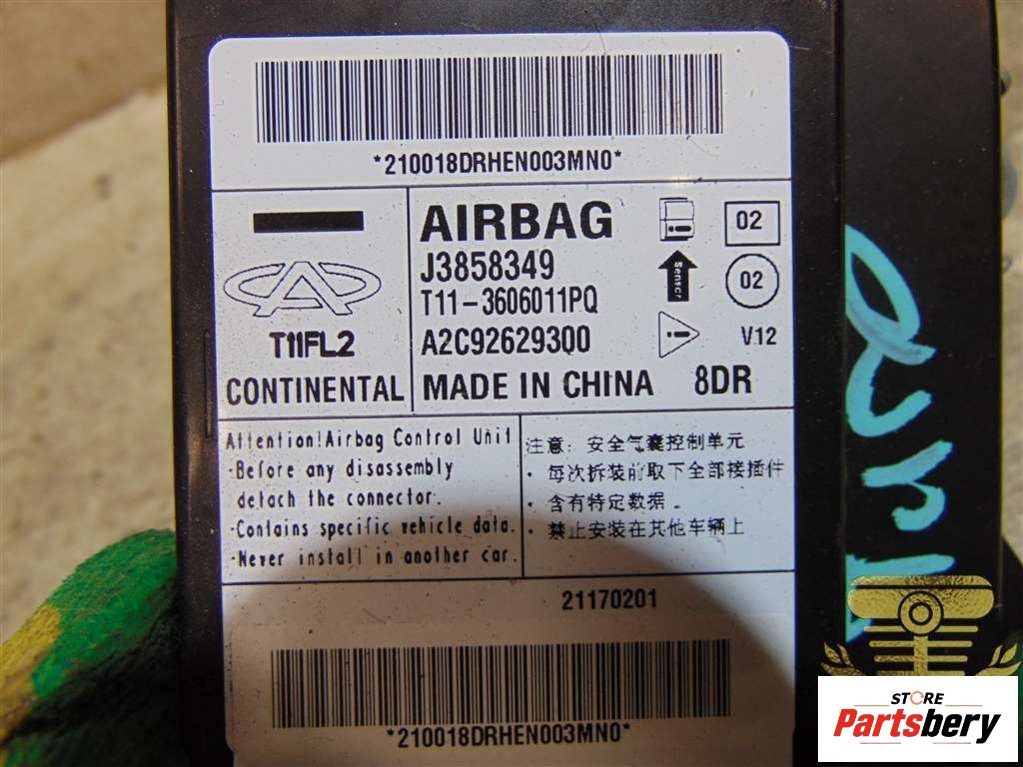 *210018DRHEN003MN0*
AIRBAG
02
J3858349
Sensor
02
T11-3606011PQ
T11FL2
A2C92629300
V.12
CONTINENTAL
MADE IN CHINA 8DR
Attention!Airbag Control Unit
-Before any disassembly
detach the connector.
-Contains specific vehicle data.
-Never install in another car.
注意：安全气囊控制单元
·每次拆装前取下全部接插件
·含有特定数据。
·禁止安装在其他车辆上
21170201
*210018DRHEN003MN0*
STORE
Partsbery